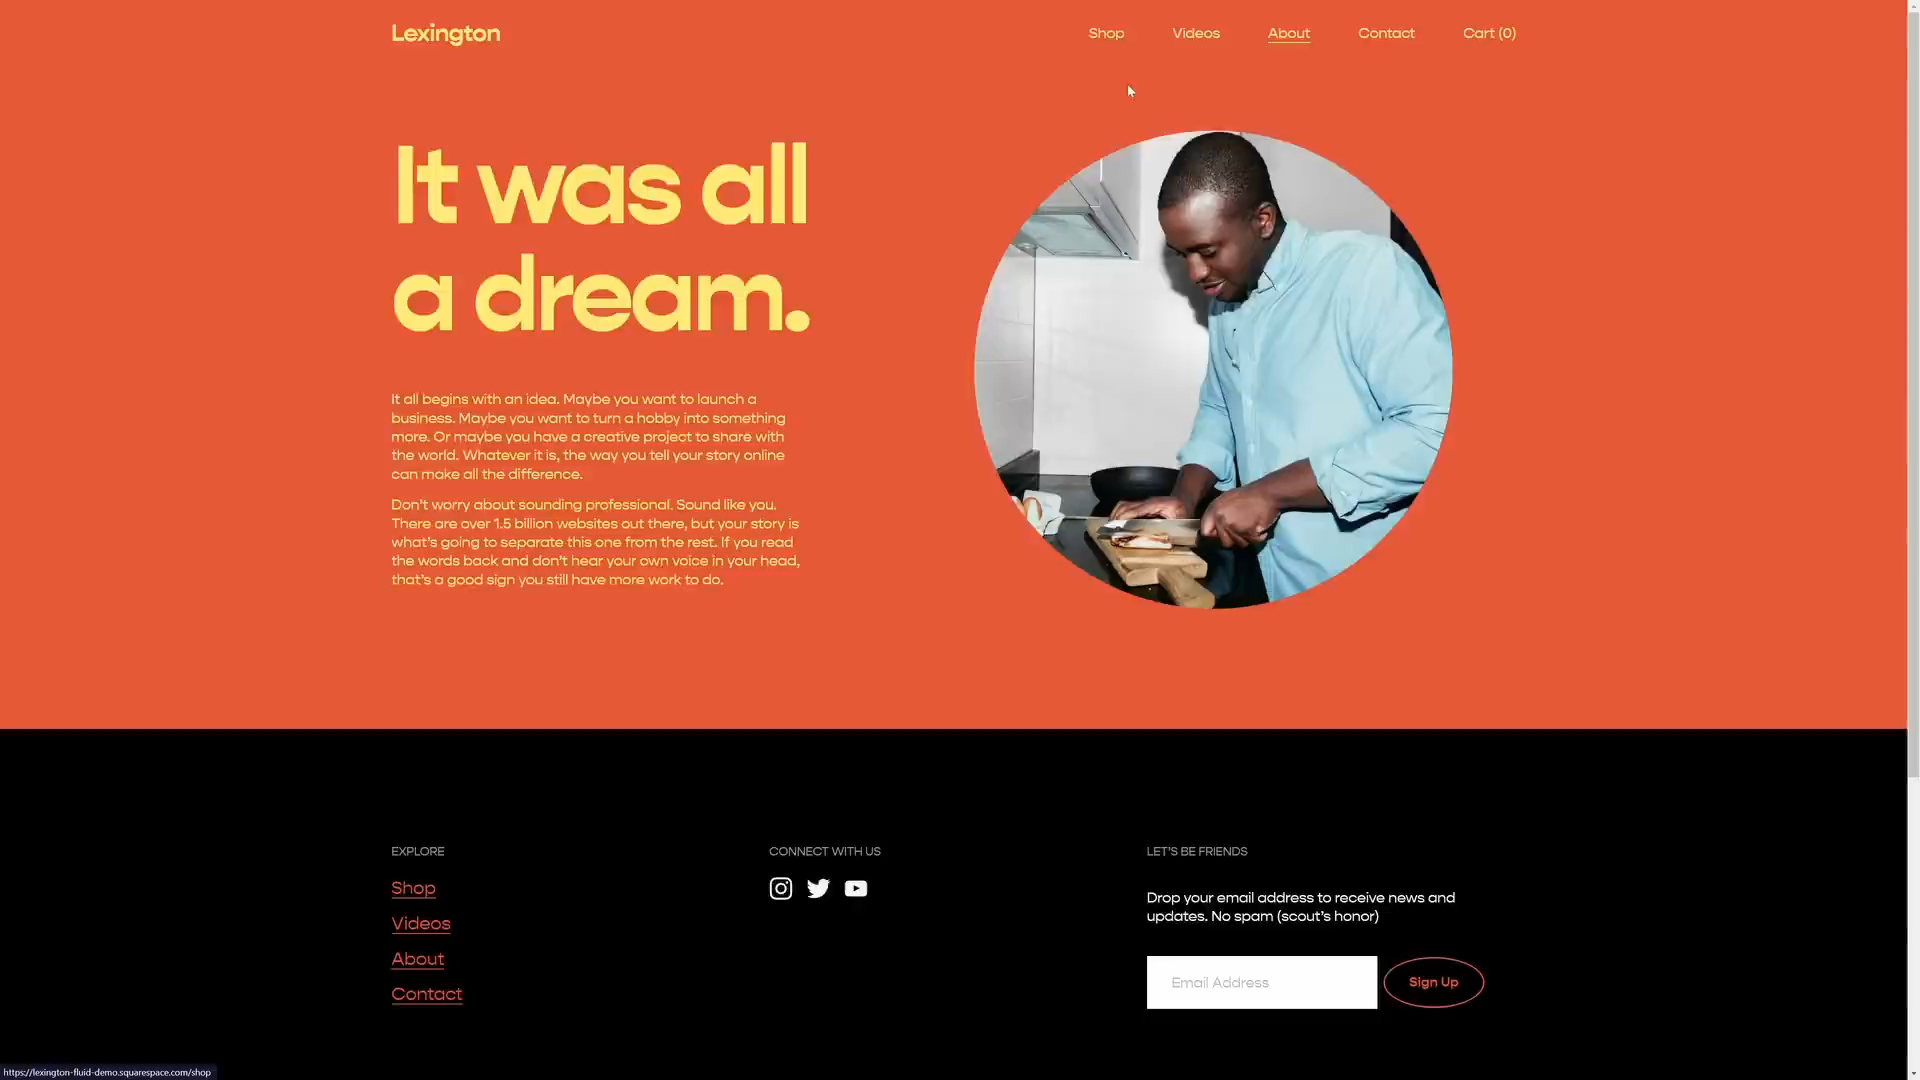 Lexington
Shop
Videos
About
Contact
Cart (0)
It was all
a dream.
It all begins with an idea. Maybe you want to launch a
business. Maybe you want to turn a hobby into something
more. Or maybe you have a creative project to share with
the world. Whatever it is, the way you tell your story online
can make all the difference.
Don't worry about sounding professional. Sound like you.
There are over 1.5 billion websites out there, but your story is
what's going to separate this one from the rest. If you read
the words back and don't hear your own voice in your head,
that's a good sign you still have more work to do.
EXPLORE
Shop
Videos
About
Contact
CONNECT WITH US
LET'S BE FRIENDS
Drop your email address to receive news and
updates. No spam (scout's honor)
Email Address
Sign Up
https://lexington-fluid-demo.squarespace.com/shop